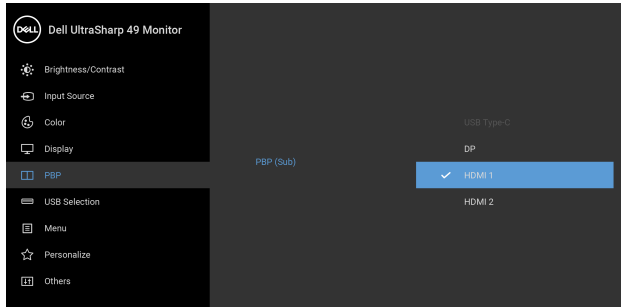 DELL
Dell UltraSharp 49 Monitor
Brightness/Contrast
Input Source
Color
Display
PBP
USB Selection
Menu
Personalize
Others
PBP (Sub)
USB Type-C
DP
HDMI 1
HDMI 2